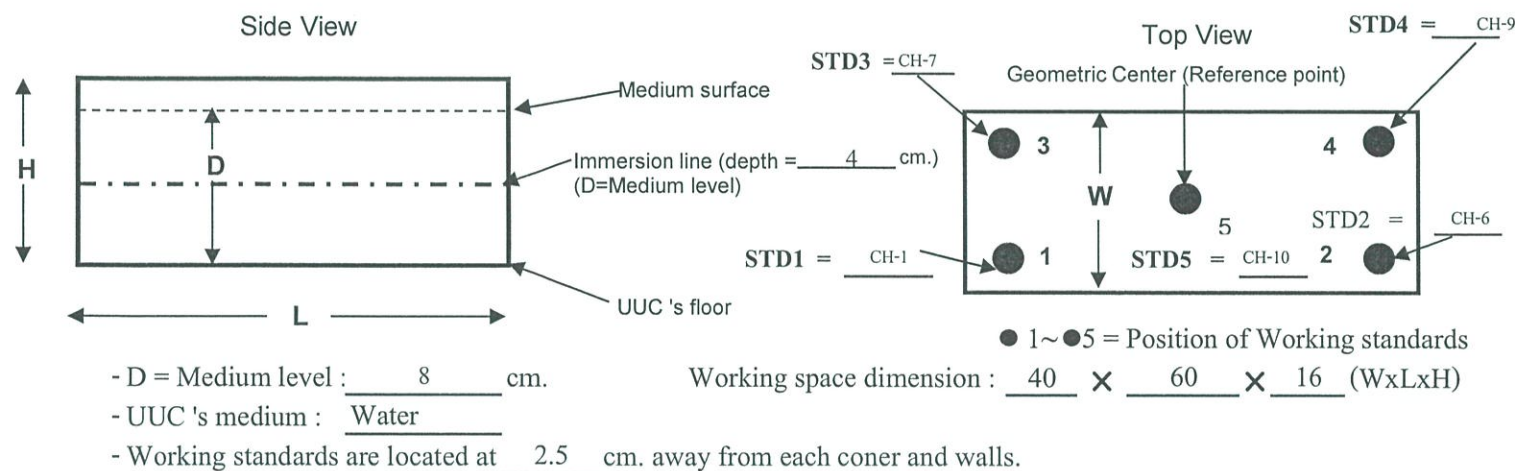 Side View
Top View
STD4 = CH-9
STD3 = CH-7
Geometric Center (Reference point)
Medium surface
H
D
Immersion line (depth = 4 cm.)
(D=Medium level)
3
4
W
5
STD2 = CH-6
STD1 = CH-1
1
STD5 = CH-10
2
UUC 's floor
L
● 1~●5 = Position of Working standards
- D = Medium level : 8 cm.
Working space dimension : 40 × 60 × 16 (WxLxH)
- UUC 's medium : Water
- Working standards are located at 2.5 cm. away from each coner and walls.